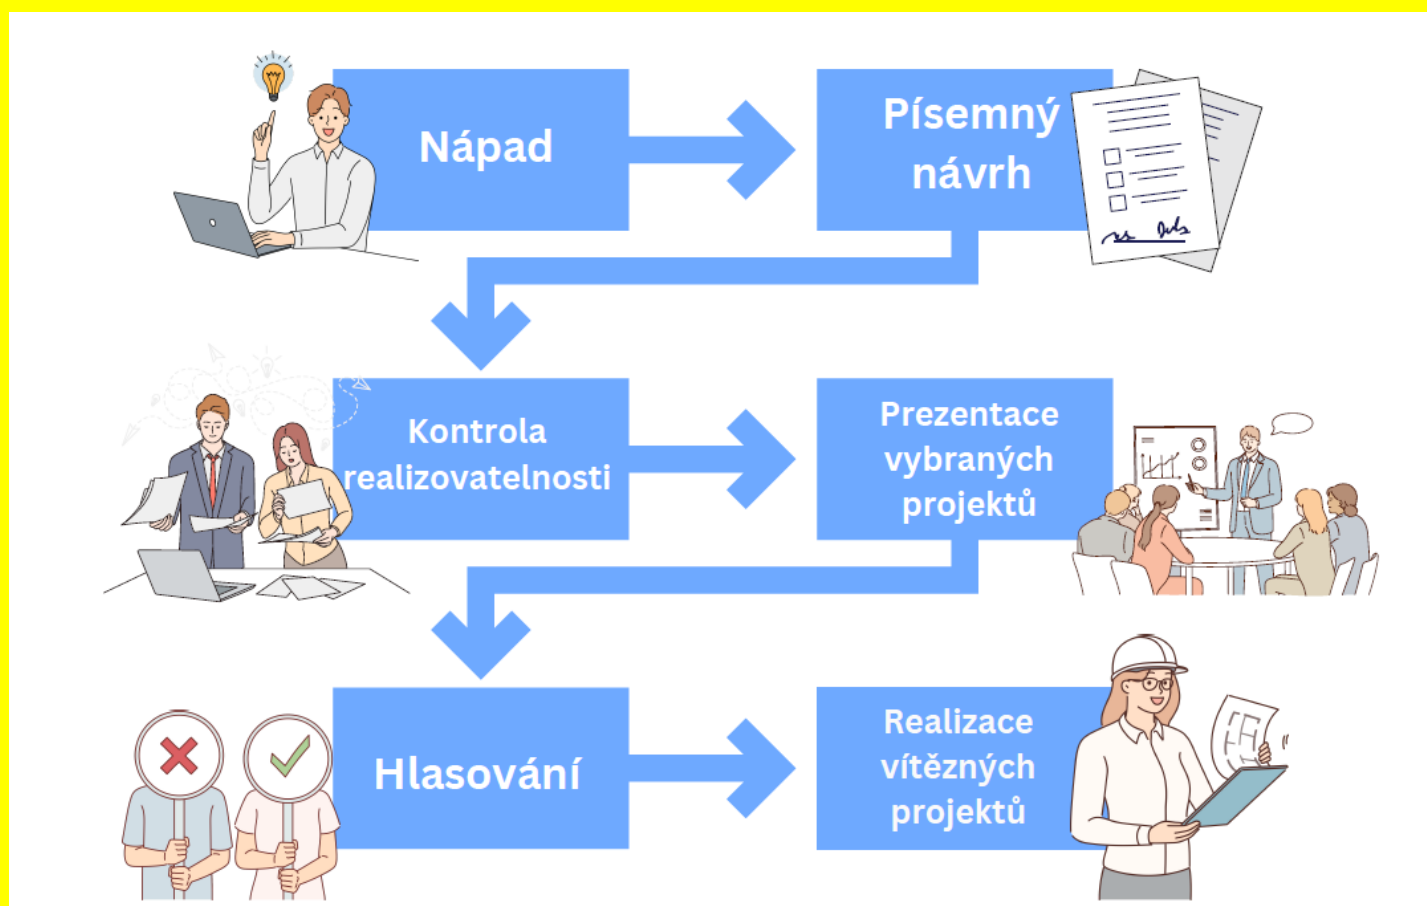 Nápad
Písemný
návrh
Kontrola
realizovatelnosti
Prezentace
vybraných
projektů
Hlasování
Realizace
vítězných
projektů